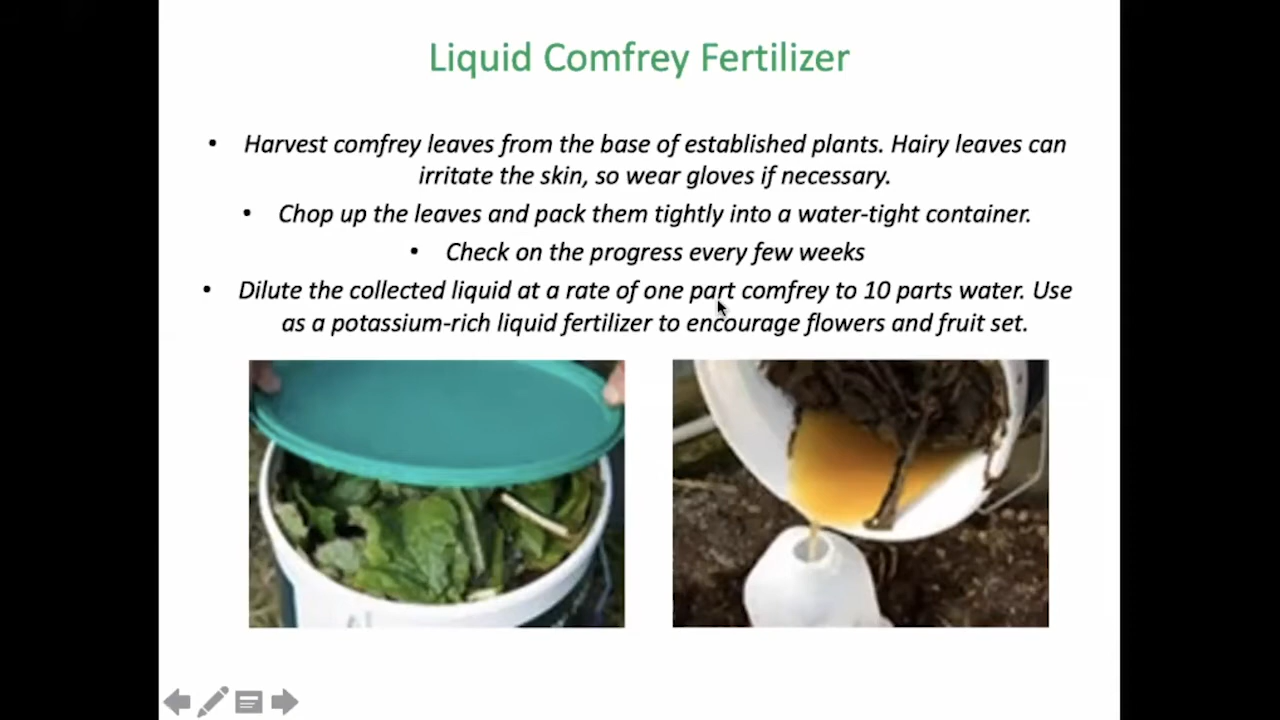 Liquid Comfrey Fertilizer
• Harvest comfrey leaves from the base of established plants. Hairy leaves can
irritate the skin, so wear gloves if necessary.
• Chop up the leaves and pack them tightly into a water-tight container.
• Check on the progress every few weeks
• Dilute the collected liquid at a rate of one part comfrey to 10 parts water. Use
as a potassium-rich liquid fertilizer to encourage flowers and fruit set.